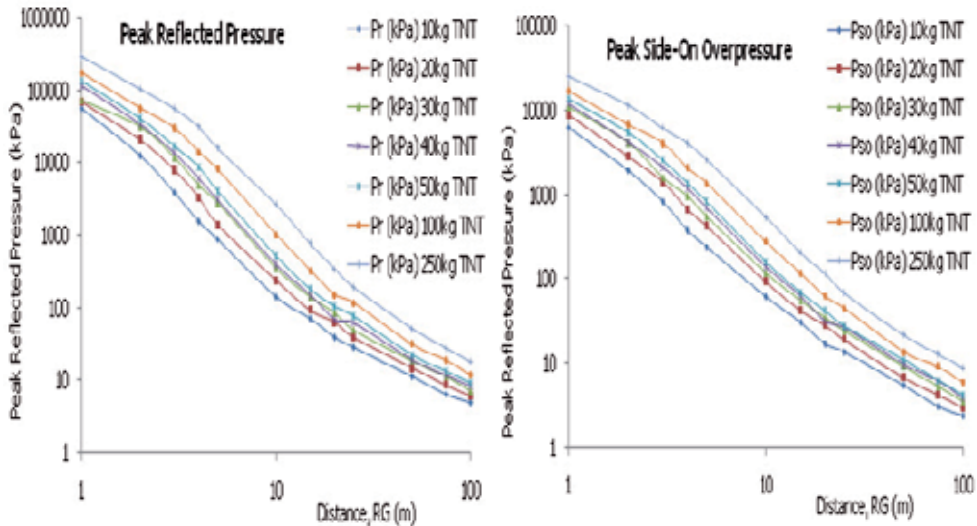 Peak Reflected Pressure
Peak Reflected Pressure (kPa)
1000000
100000
10000
1000
100
10
1
1
10
100
Distance, RG (m)
Pr (kPa) 10kg TNT
Pr (kPa) 20kg TNT
Pr (kPa) 30kg TNT
Pr (kPa) 40kg TNT
Pr (kPa) 50kg TNT
Pr (kPa) 100kg TNT
Pr (kPa) 250kg TNT
Peak Side-On Overpressure
Peak Reflected Pressure (kPa)
100000
10000
1000
100
10
1
1
10
100
Distance, RG (m)
Pso (kPa) 10kg TNT
Pso (kPa) 20kg TNT
Pso (kPa) 30kg TNT
Pso (kPa) 40kg TNT
Pso (kPa) 50kg TNT
Pso (kPa) 100kg TNT
Pso (kPa) 250kg TNT